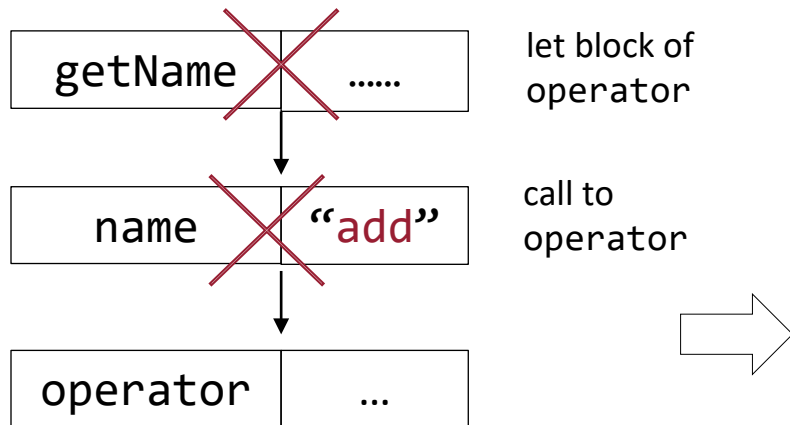 getName ......
let block of
operator
name “add”
call to
operator
operator ...